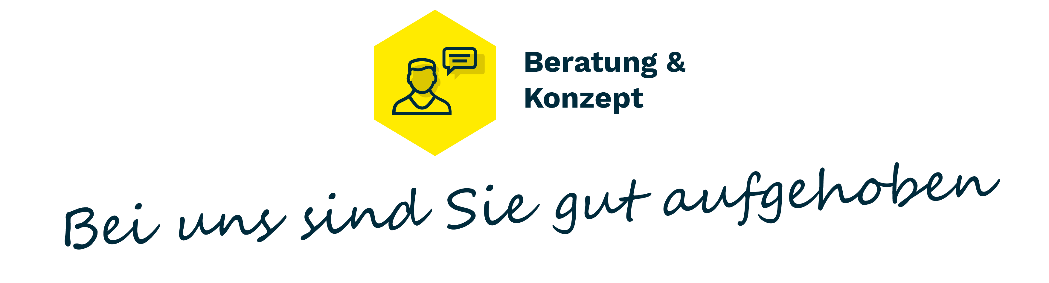 Beratung &
Konzept
Bei uns sind Sie gut aufgehoben